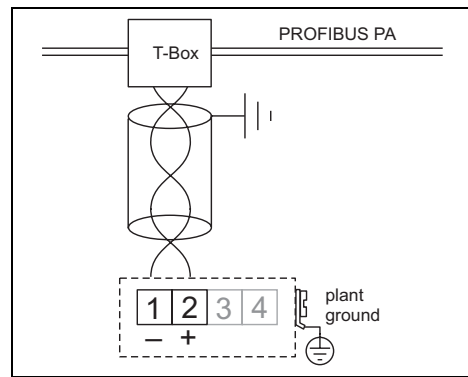 PROFIBUS PA
T-Box
1 2 3 4
– +
plant
ground